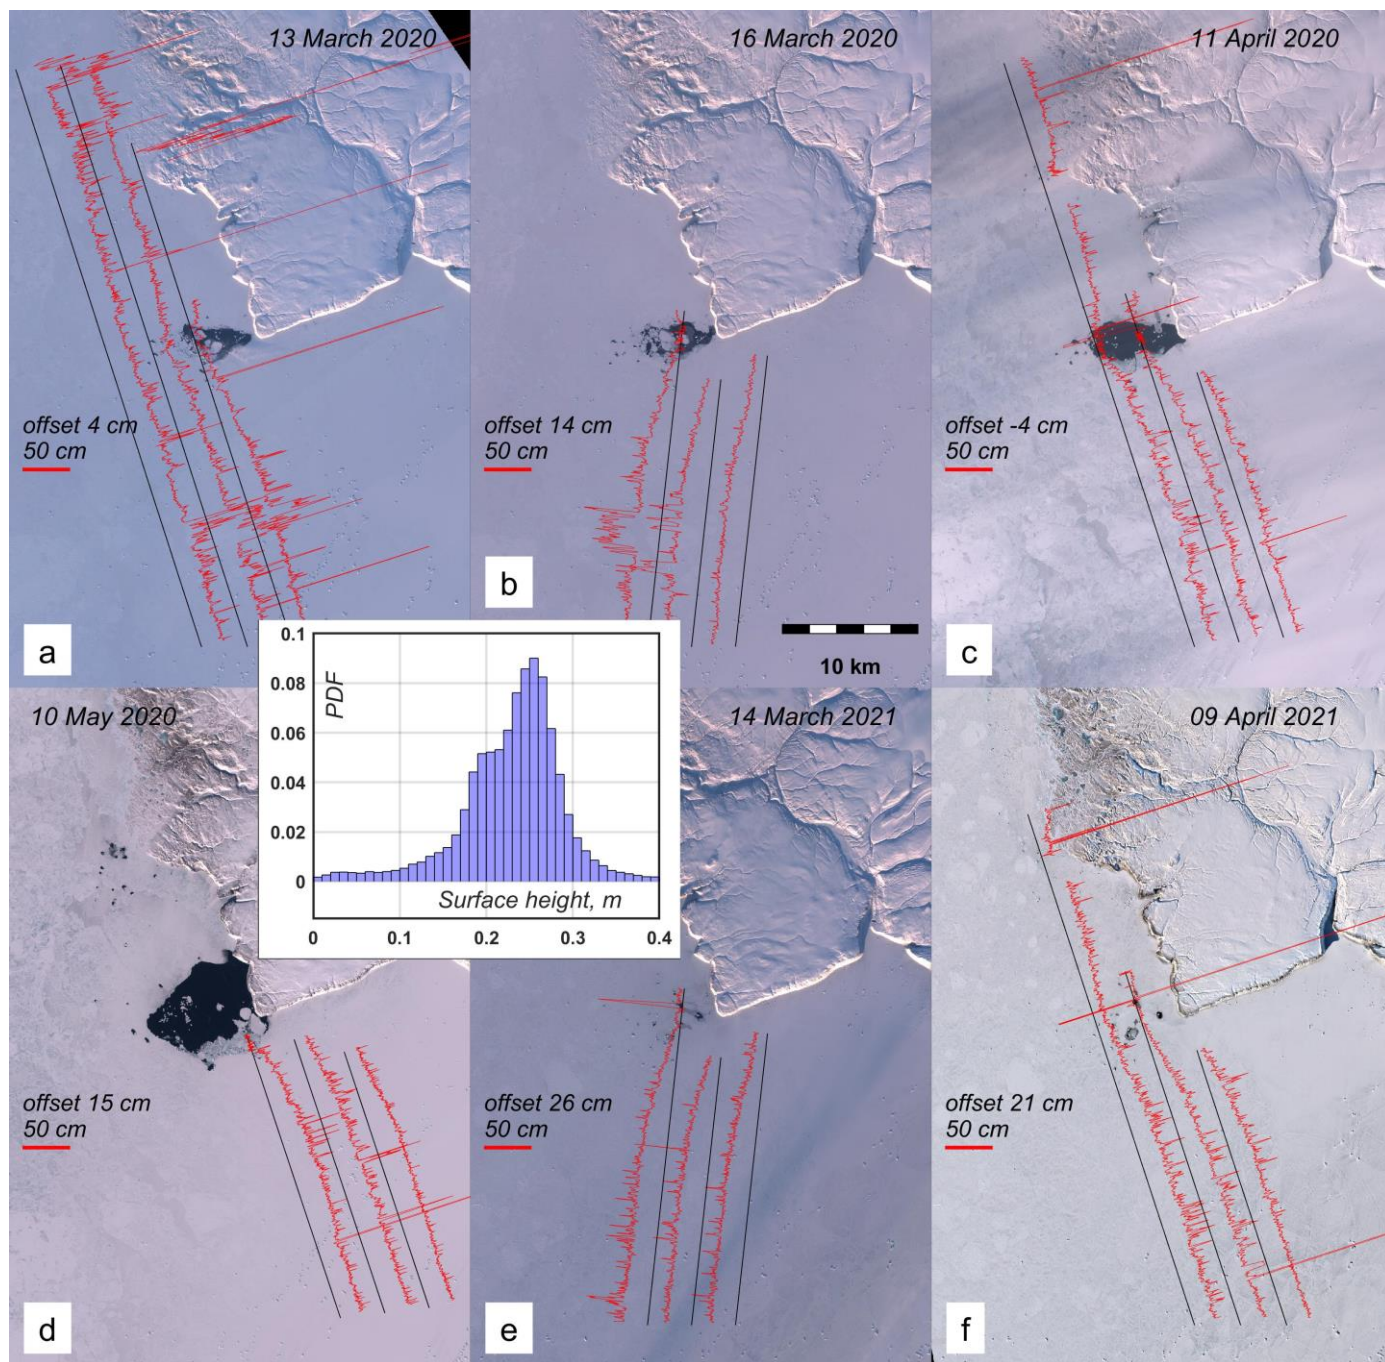 13 March 2020
offset 4 cm
50 cm
a
16 March 2020
offset 14 cm
50 cm
b
10 km
11 April 2020
offset -4 cm
50 cm
c
0.1
0.08
0.06
0.04
0.02
0
PDF
Surface height, m
0 0.1 0.2 0.3 0.4
10 May 2020
offset 15 cm
50 cm
d
14 March 2021
offset 26 cm
50 cm
e
09 April 2021
offset 21 cm
50 cm
f